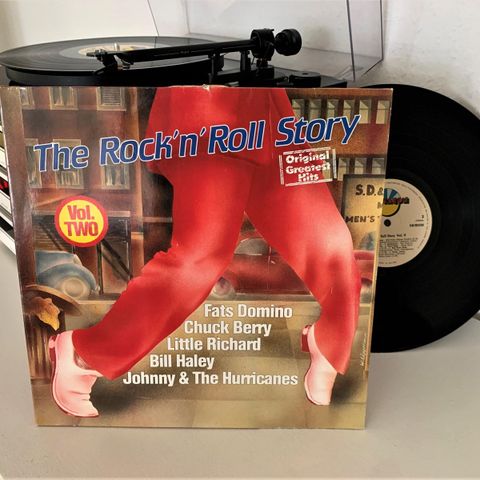 The Rock'n'Roll Story
Original
Greatest
Hits
Vol.
TWO
S.D.&
MEN'S
Fats Domino
Chuck Berry
Little Richard
Bill Haley
Johnny & The Hurricanes